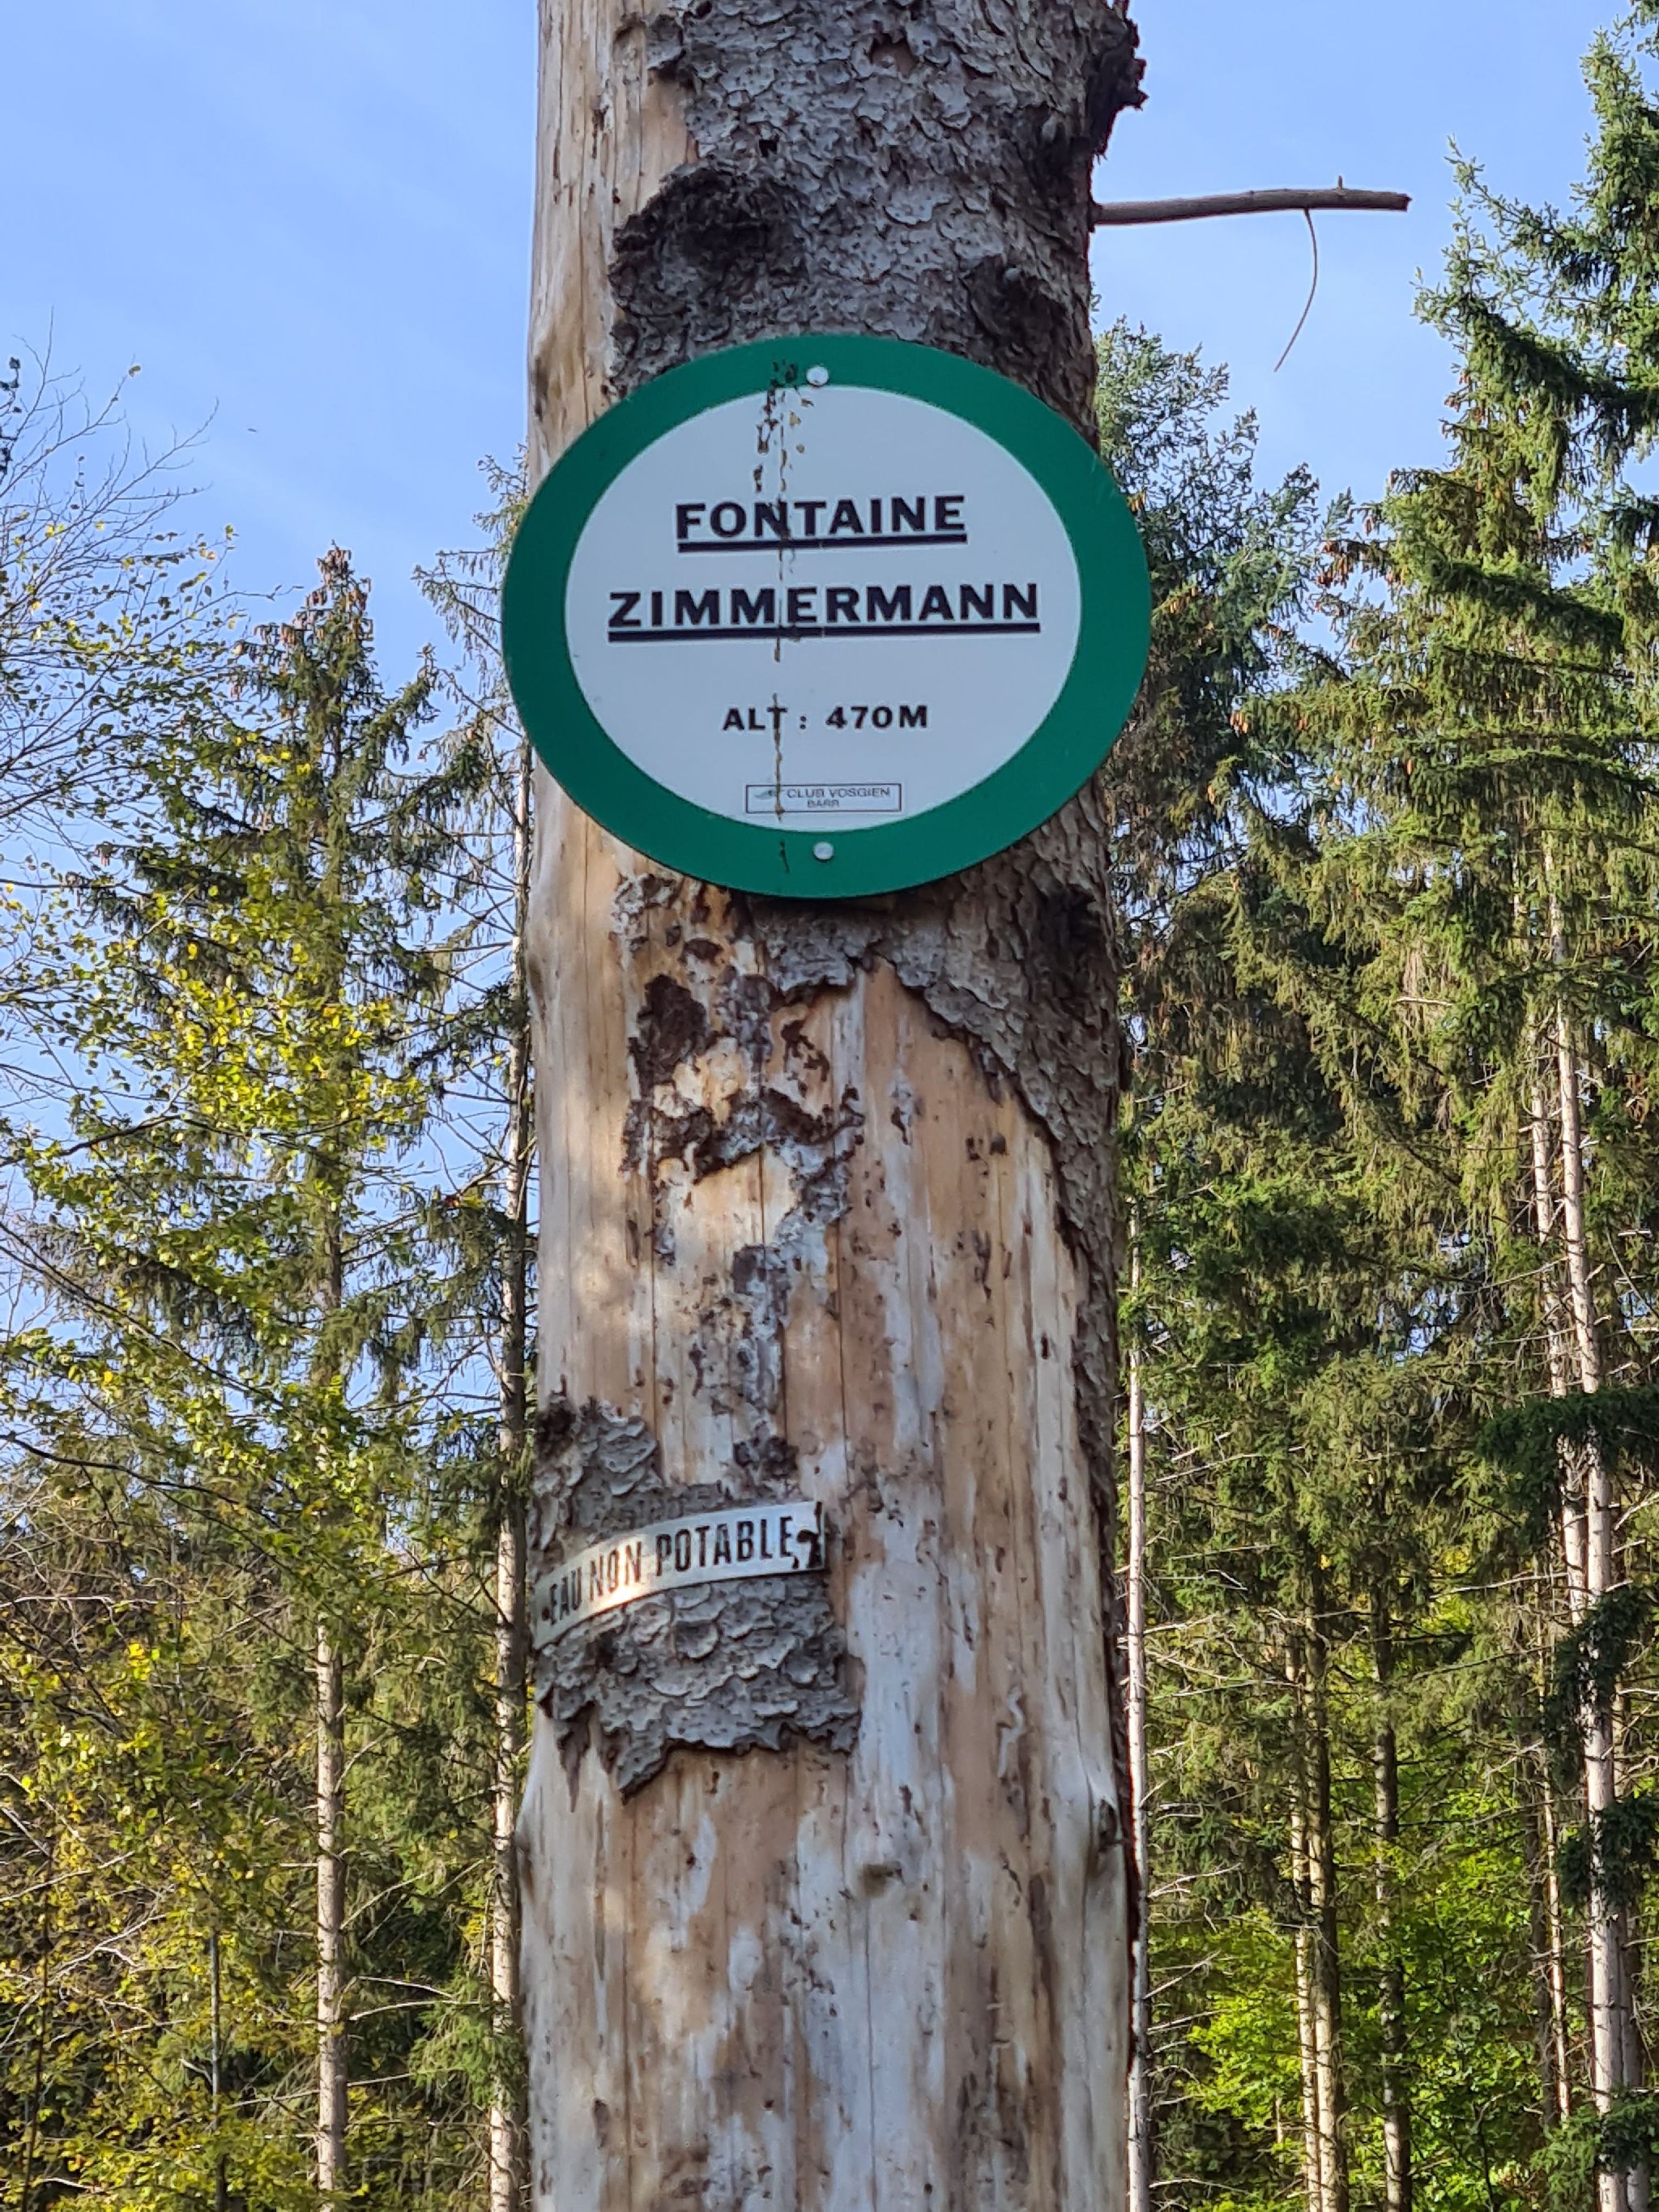 FONTAINE
ZIMMERMANN
ALT : 470M
CLUB VOSGIEN
BARR
EAU NON POTABLE